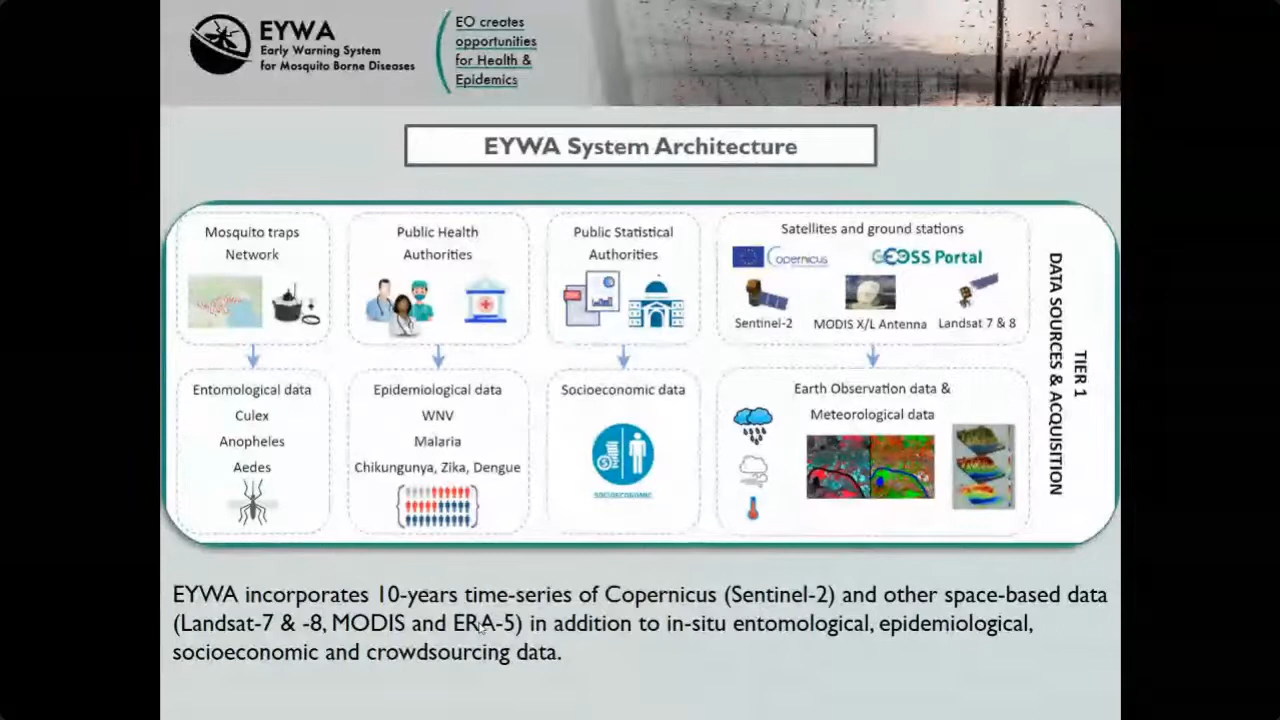 EYWA
Early Warning System
for Mosquito Borne Diseases
EO creates
opportunities
for Health &
Epidemics
EYWA System Architecture
Mosquito traps
Network
Public Health
Authorities
Public Statistical
Authorities
Satellites and ground stations
Copernicus
GEOSS Portal
Sentinel-2
MODIS X/L Antenna
Landsat 7 & 8
Entomological data
Culex
Anopheles
Aedes
Epidemiological data
WNV
Malaria
Chikungunya, Zika, Dengue
Socioeconomic data
SOCIOECONOMIC
Earth Observation data &
Meteorological data
TIER 1
DATA SOURCES & ACQUISITION
EYWA incorporates 10-years time-series of Copernicus (Sentinel-2) and other space-based data
(Landsat-7 & -8, MODIS and ERA-5) in addition to in-situ entomological, epidemiological,
socioeconomic and crowdsourcing data.